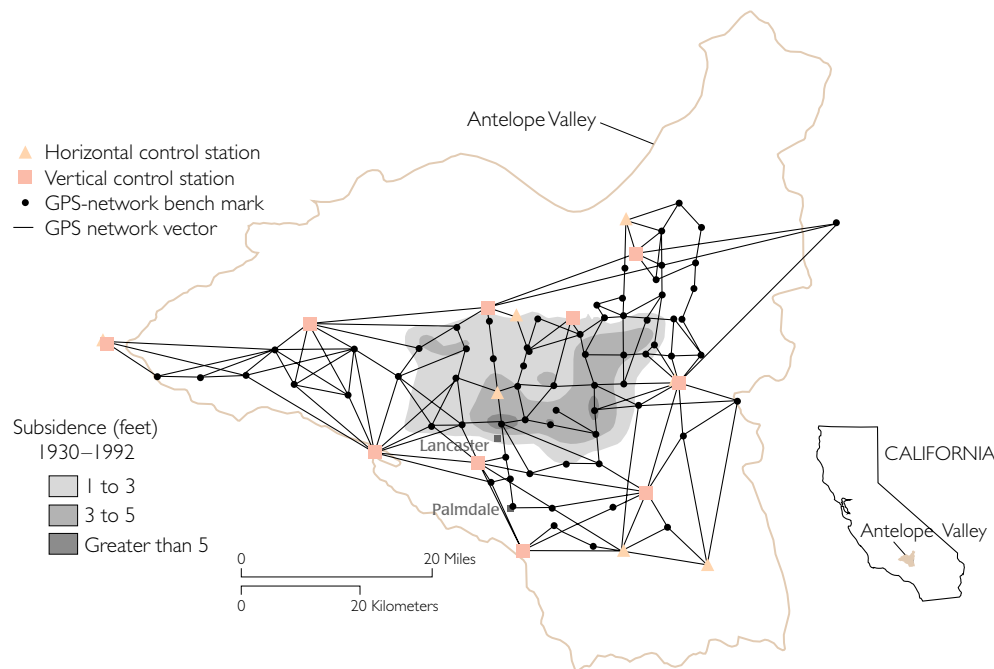 Antelope Valley
Horizontal control station
Vertical control station
GPS-network bench mark
GPS network vector
Subsidence (feet)
1930–1992
1 to 3
3 to 5
Greater than 5
Lancaster
Palmdale
0
20 Miles
0
20 Kilometers
CALIFORNIA
Antelope Valley